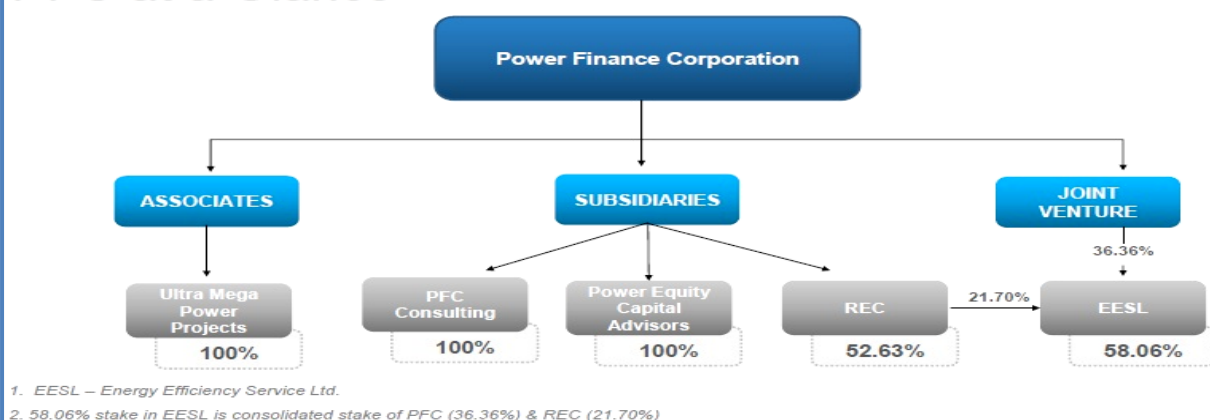 Power Finance Corporation
ASSOCIATES
SUBSIDIARIES
JOINT
VENTURE
36.36%
Ultra Mega
Power
Projects
100%
PFC
Consulting
100%
Power Equity
Capital
Advisors
100%
REC
52.63%
21.70%
EESL
58.06%
1. EESL – Energy Efficiency Service Ltd.
2. 58.06% stake in EESL is consolidated stake of PFC (36.36%) & REC (21.70%)